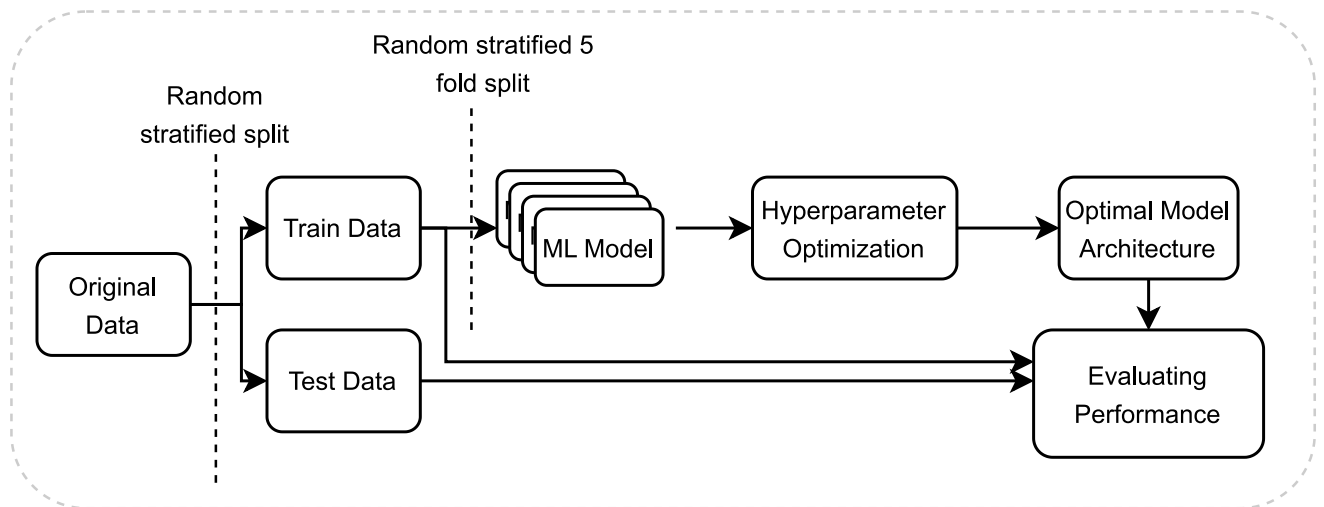 Random stratified 5
fold split
Random
stratified split
Train Data
ML Model
Hyperparameter
Optimization
Optimal Model
Architecture
Original
Data
Test Data
Evaluating
Performance